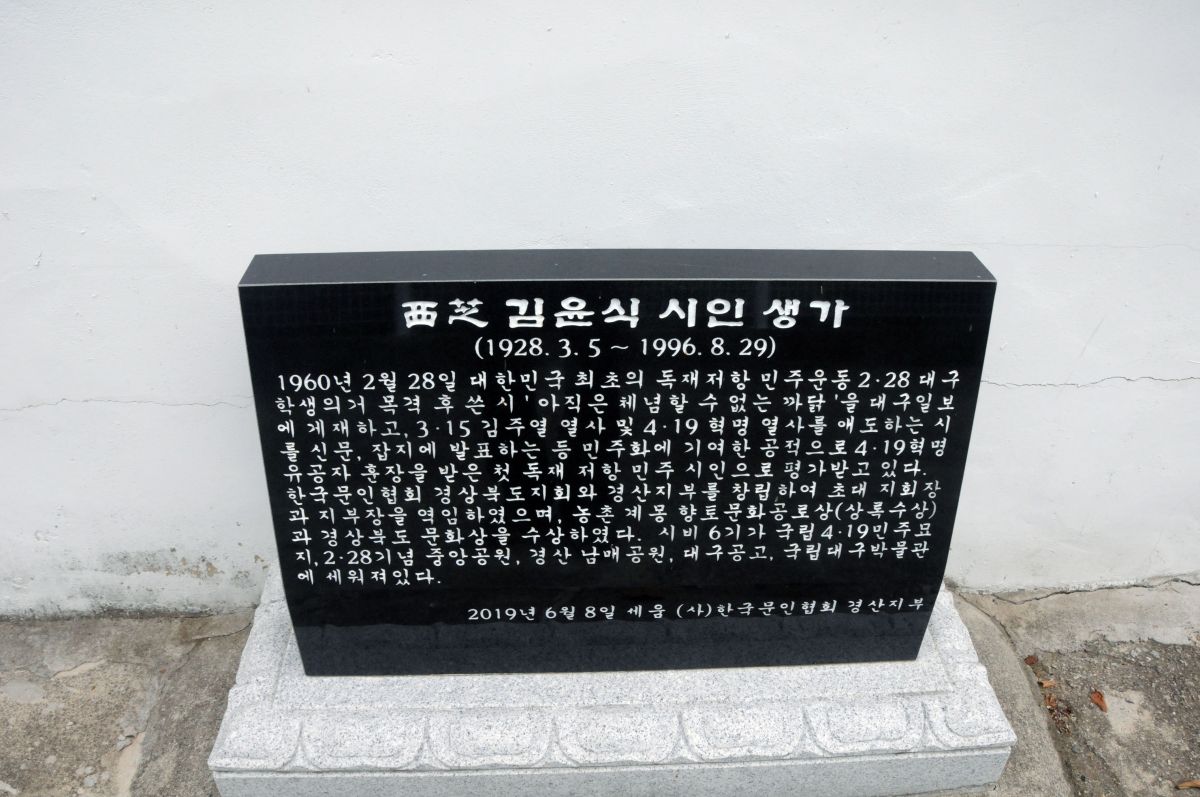 西芝 김윤식 시인 생가
(1928. 3. 5 ~ 1996. 8. 29)
1960년 2월 28일 대한민국 최초의 독재저항 민주운동 2·28 대구
학생의거 목격 후 쓴 시 '아직은 체념할 수 없는 까닭'을 대구일보
에 게재하고, 3·15 김주열 열사 및 4·19 혁명 열사를 애도하는 시
를 신문, 잡지에 발표하는 등 민주화에 기여한 공적으로 4·19혁명
유공자 훈장을 받은 첫 독재 저항 민주 시인으로 평가받고 있다.
한국문인협회 경상북도지회와 경산지부를 창립하여 초대 지회장
과 지부장을 역임하였으며, 농촌 계몽 향토문화공로상(상록수상)
과 경상북도 문화상을 수상하였다. 시비 6기가 국립4·19민주묘
지, 2·28기념 중앙공원, 경산 남매공원, 대구공고, 국립대구박물관
에 세워져있다.
2019년 6월 8일 세움 (사)한국문인협회 경산지부